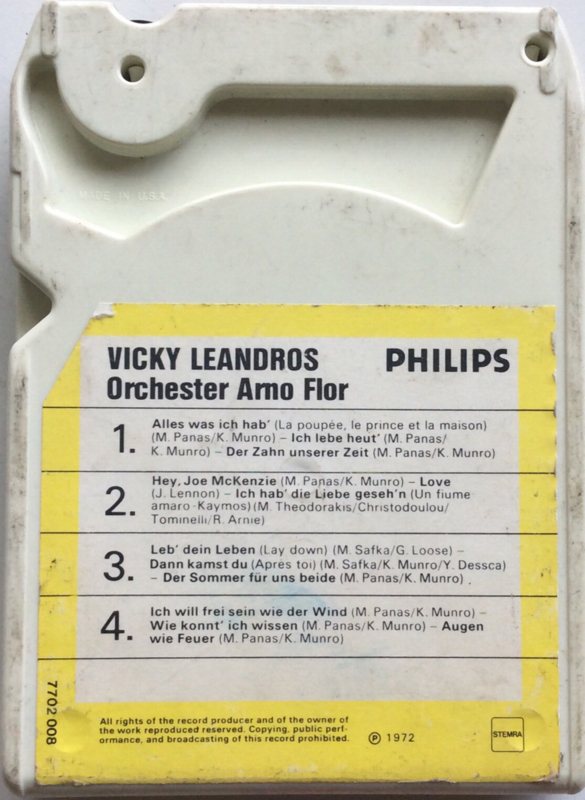 MADE IN U.S.A.
VICKY LEANDROS PHILIPS
Orchester Arno Flor
1. Alles was ich hab' (La poupée, le prince et la maison)
(M. Panas/K. Munro) – Ich lebe heut' (M. Panas/
K. Munro) – Der Zahn unserer Zeit (M. Panas/K. Munro)
2. Hey, Joe McKenzie (M. Panas/K. Munro) – Love
(J. Lennon) – Ich hab' die Liebe geseh'n (Un fiume
amaro-Kaymos) (M. Theodorakis/Christodoulou/
Tominelli/R. Arnie)
3. Leb' dein Leben (Lay down) (M. Safka/G. Loose) –
Dann kamst du (Après toi) (M. Safka/K. Munro/Y. Dessca)
– Der Sommer für uns beide (M. Panas/K. Munro) .
4. Ich will frei sein wie der Wind (M. Panas/K. Munro) –
Wie konnt' ich wissen (M. Panas/K. Munro) – Augen
wie Feuer (M. Panas/K. Munro)
7702 008
All rights of the record producer and of the owner of
the work reproduced reserved. Copying, public perf-
ormance, and broadcasting of this record prohibited.
℗ 1972
STEMRA